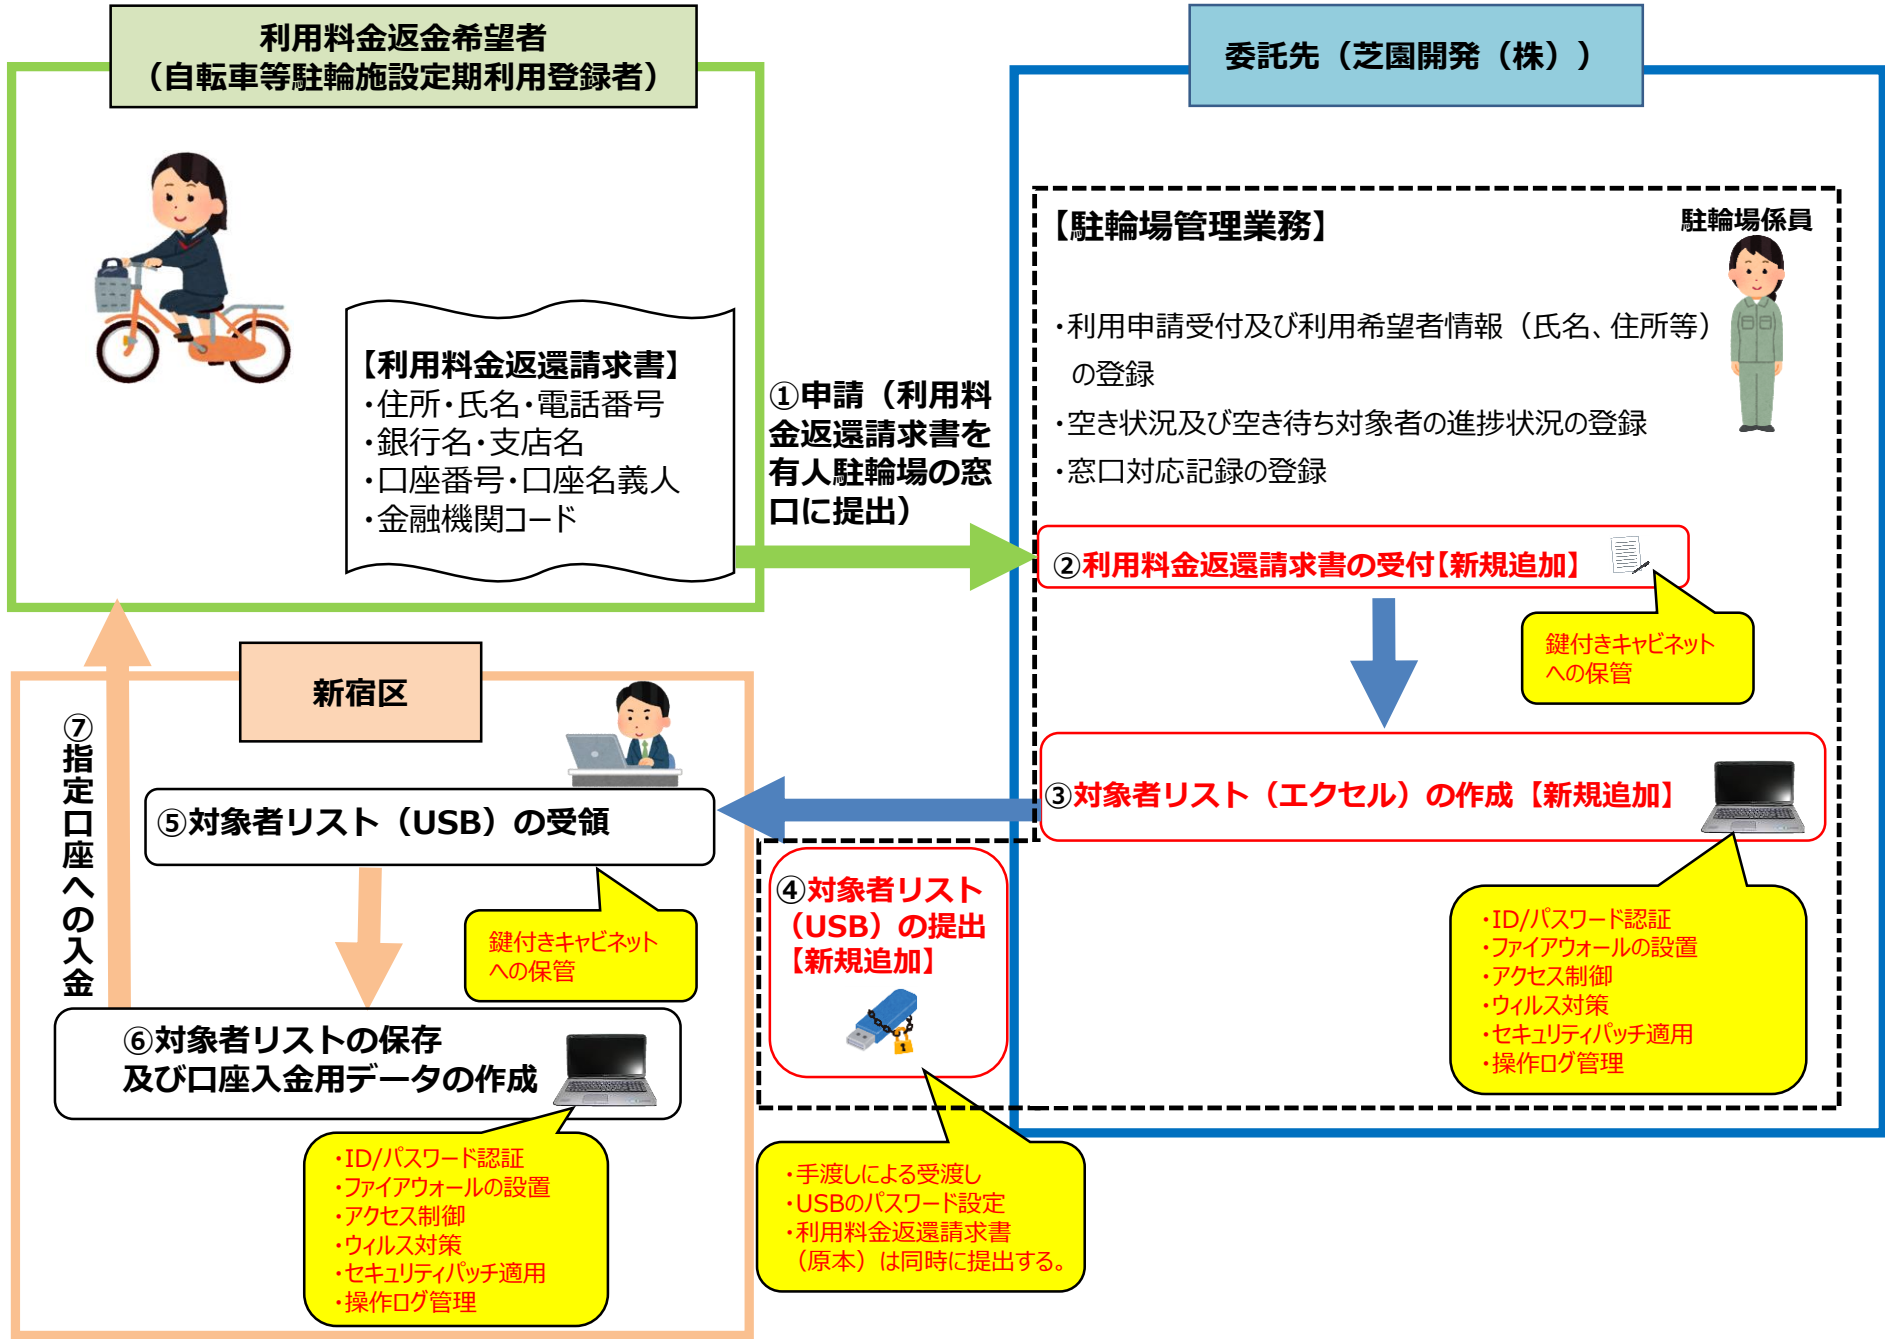 利用料金返金希望者
（自転車等駐輪施設定期利用登録者）
委託先（芝園開発（株））
【利用料金返還請求書】
・住所・氏名・電話番号
・銀行名・支店名
・口座番号・口座名義人
・金融機関コード
①申請（利用料
金返還請求書を
有人駐輪場の窓
口に提出）
【駐輪場管理業務】
駐輪場係員
・利用申請受付及び利用希望者情報（氏名、住所等）
の登録
・空き状況及び空き待ち対象者の進捗状況の登録
・窓口対応記録の登録
②利用料金返還請求書の受付【新規追加】
鍵付きキャビネット
への保管
③対象者リスト（エクセル）の作成【新規追加】
・ID/パスワード認証
・ファイアウォールの設置
・アクセス制御
・ウィルス対策
・セキュリティパッチ適用
・操作ログ管理
④対象者リスト
（USB）の提出
【新規追加】
・手渡しによる受渡し
・USBのパスワード設定
・利用料金返還請求書
（原本）は同時に提出する。
新宿区
⑤対象者リスト（USB）の受領
鍵付きキャビネット
への保管
⑥対象者リストの保存
及び口座入金用データの作成
・ID/パスワード認証
・ファイアウォールの設置
・アクセス制御
・ウィルス対策
・セキュリティパッチ適用
・操作ログ管理
⑦指定口座への入金